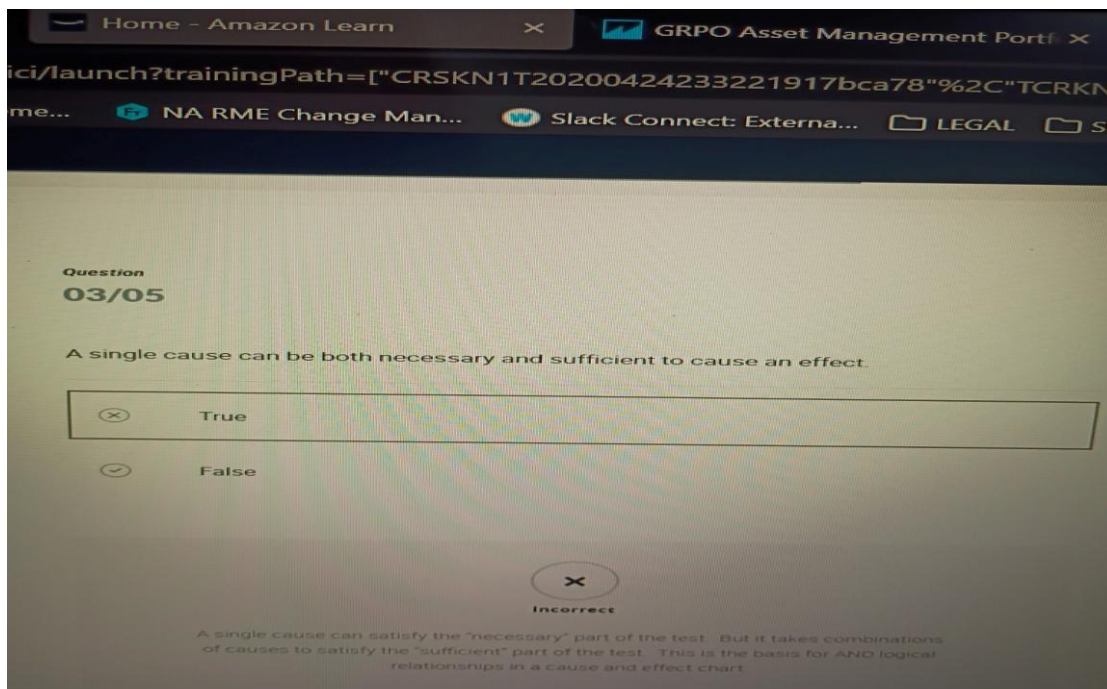 Home - Amazon Learn
GRPO Asset Management Portf
ici/launch?trainingPath=["CRSKN1T20200424233221917bca78"%2C"TCRKN
me...
NA RME Change Man...
Slack Connect: Externa...
LEGAL
S
Question
03/05
A single cause can be both necessary and sufficient to cause an effect.
True
False
Incorrect
A single cause can satisfy the "necessary" part of the test. But it takes combinations
of causes to satisfy the "sufficient" part of the test. This is the basis for AND logical
relationsnips in a cause and effect chart